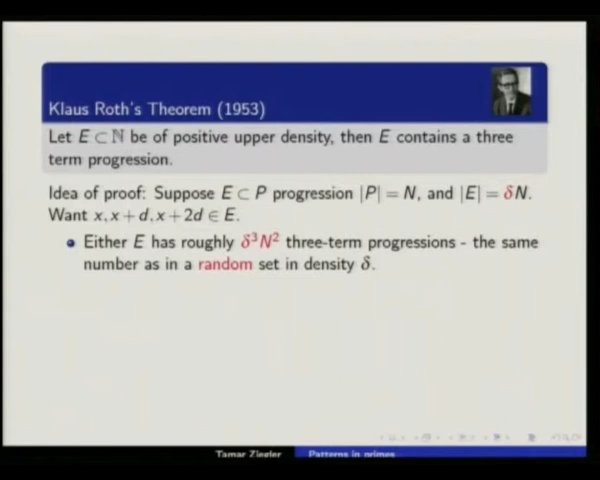 Klaus Roth's Theorem (1953)
Let E ⊂ ℕ be of positive upper density, then E contains a three
term progression.
Idea of proof: Suppose E ⊂ P progression |P| = N, and |E| = δN.
Want x, x + d, x + 2d ∈ E.
• Either E has roughly δ³N² three-term progressions - the same
number as in a random set in density δ.
Tamar Ziegler Patterns in primes